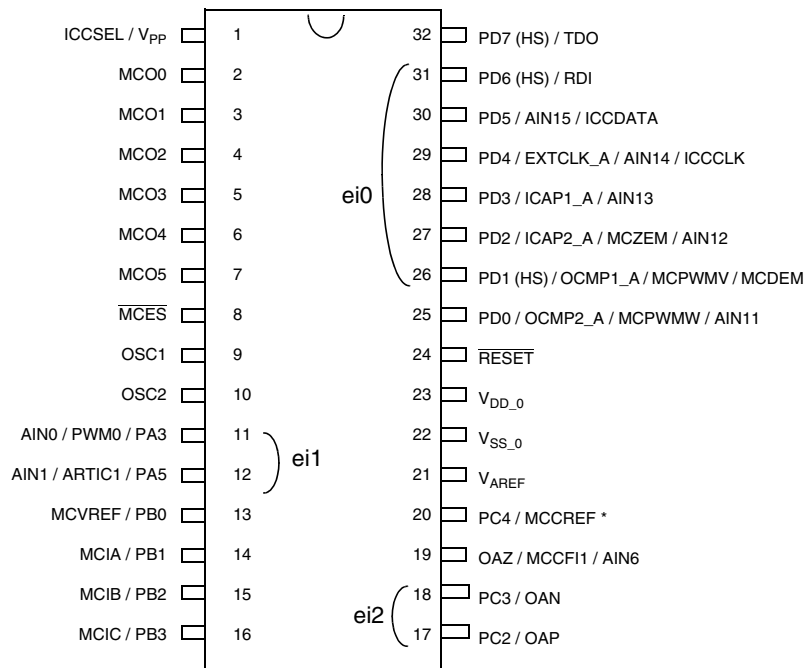 ICCSEL / VPP 1 32 PD7 (HS) / TDO
MCO0 2 31 PD6 (HS) / RDI
MCO1 3 30 PD5 / AIN15 / ICCDATA
MCO2 4 29 PD4 / EXTCLK_A / AIN14 / ICCCLK
MCO3 5 ei0 28 PD3 / ICAP1_A / AIN13
MCO4 6 27 PD2 / ICAP2_A / MCZEM / AIN12
MCO5 7 26 PD1 (HS) / OCMP1_A / MCPWMV / MCDEM
MCES 8 25 PD0 / OCMP2_A / MCPWMW / AIN11
OSC1 9 24 RESET
OSC2 10 23 VDD_0
AIN0 / PWM0 / PA3 11 ei1 22 VSS_0
AIN1 / ARTIC1 / PA5 12 21 VAREF
MCVREF / PB0 13 20 PC4 / MCCREF *
MCIA / PB1 14 19 OAZ / MCCFI1 / AIN6
MCIB / PB2 15 ei2 18 PC3 / OAN
MCIC / PB3 16 17 PC2 / OAP